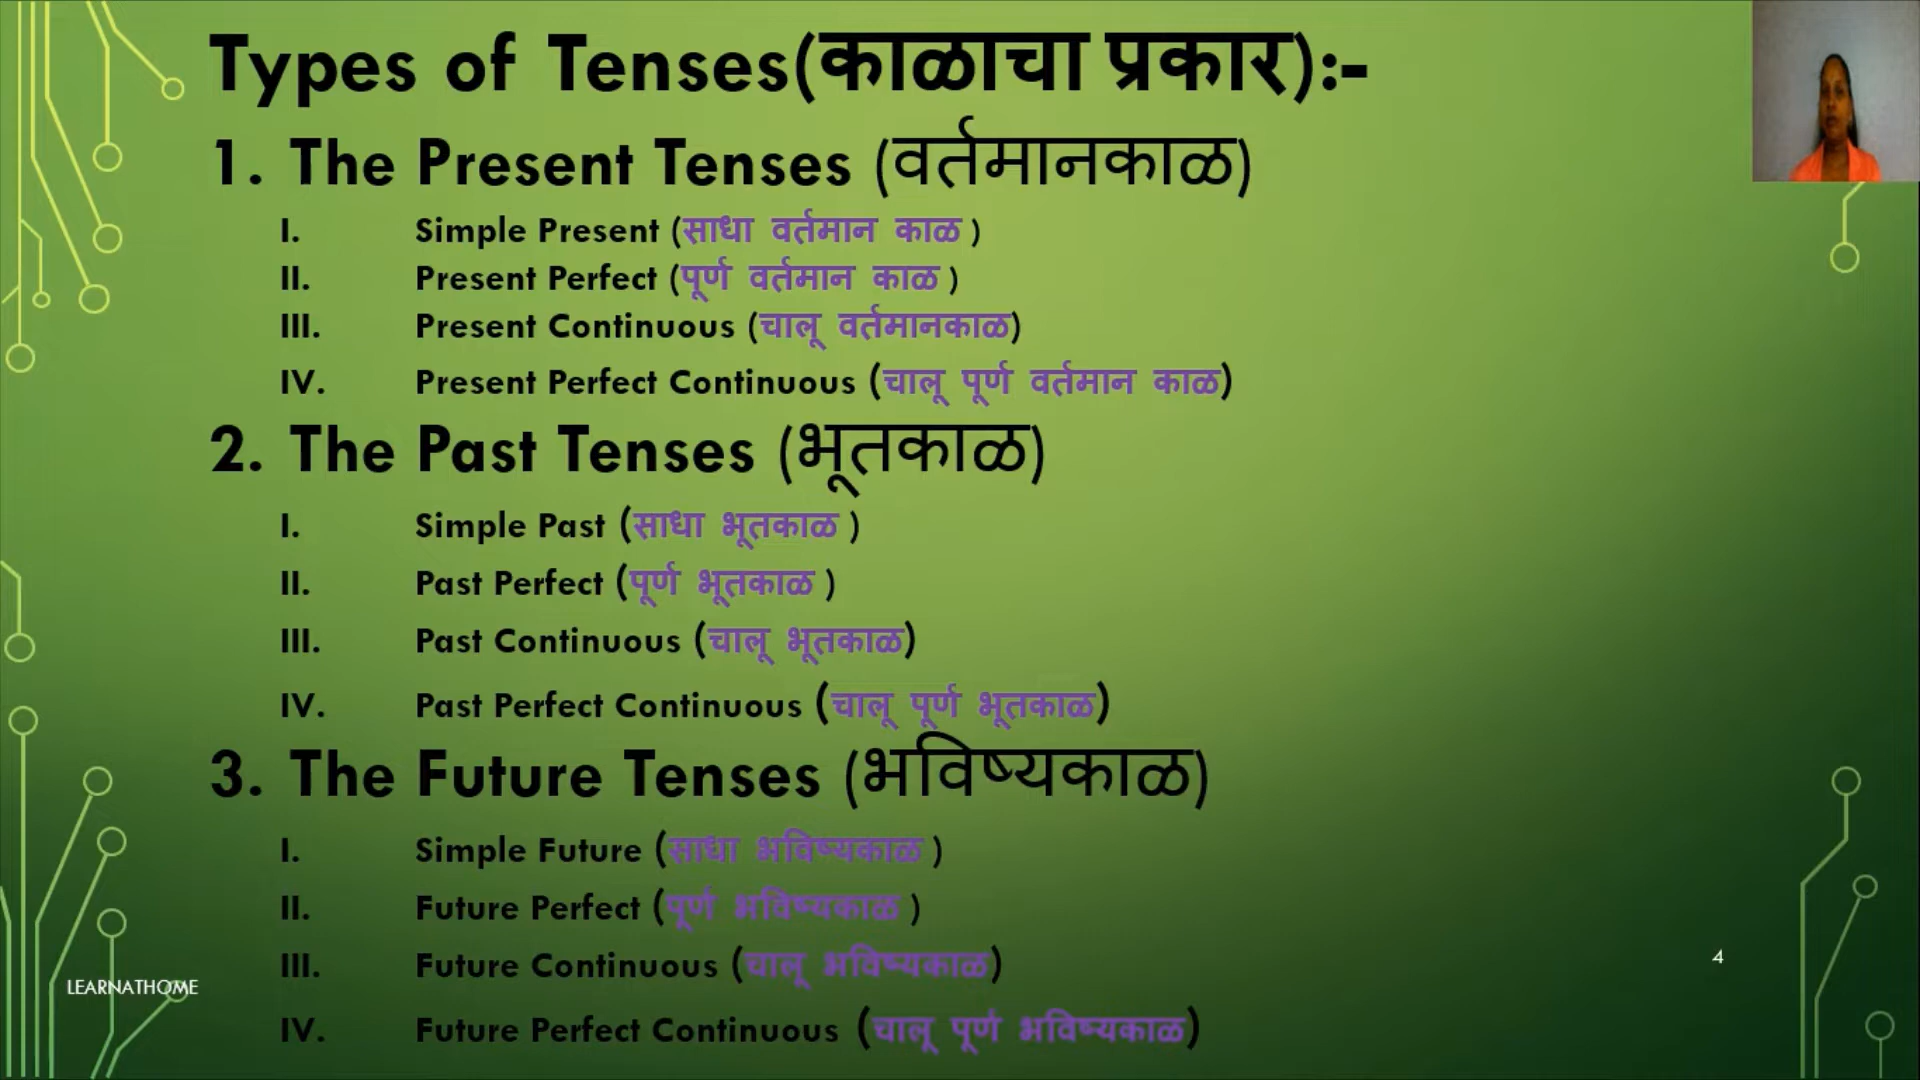 Types of Tenses(काळाचा प्रकार):-
1. The Present Tenses (वर्तमानकाळ)
I. Simple Present (साधा वर्तमान काळ )
II. Present Perfect (पूर्ण वर्तमान काळ )
III. Present Continuous (चालू वर्तमानकाळ)
IV. Present Perfect Continuous (चालू पूर्ण वर्तमान काळ)
2. The Past Tenses (भूतकाळ)
I. Simple Past (साधा भूतकाळ )
II. Past Perfect (पूर्ण भूतकाळ )
III. Past Continuous (चालू भूतकाळ)
IV. Past Perfect Continuous (चालू पूर्ण भूतकाळ)
3. The Future Tenses (भविष्यकाळ)
I. Simple Future (साधा भविष्यकाळ )
II. Future Perfect (पूर्ण भविष्यकाळ )
III. Future Continuous (चालू भविष्यकाळ)
IV. Future Perfect Continuous (चालू पूर्ण भविष्यकाळ)
4
LEARNATHOME